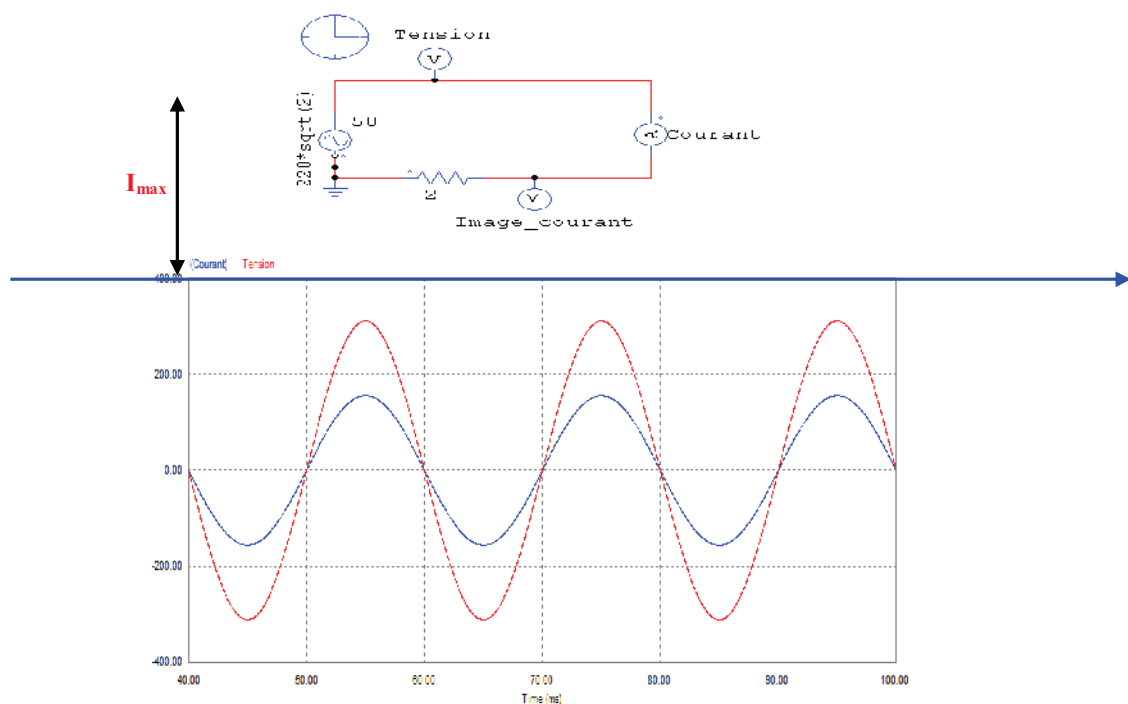 Tension
220*sqrt(2)
50
A
Courant
V
V
2
Image_courant
I max
I(Courant) Tension
400.00
200.00
0.00
-200.00
-400.00
40.00 50.00 60.00 70.00 80.00 90.00 100.00
Time (ms)